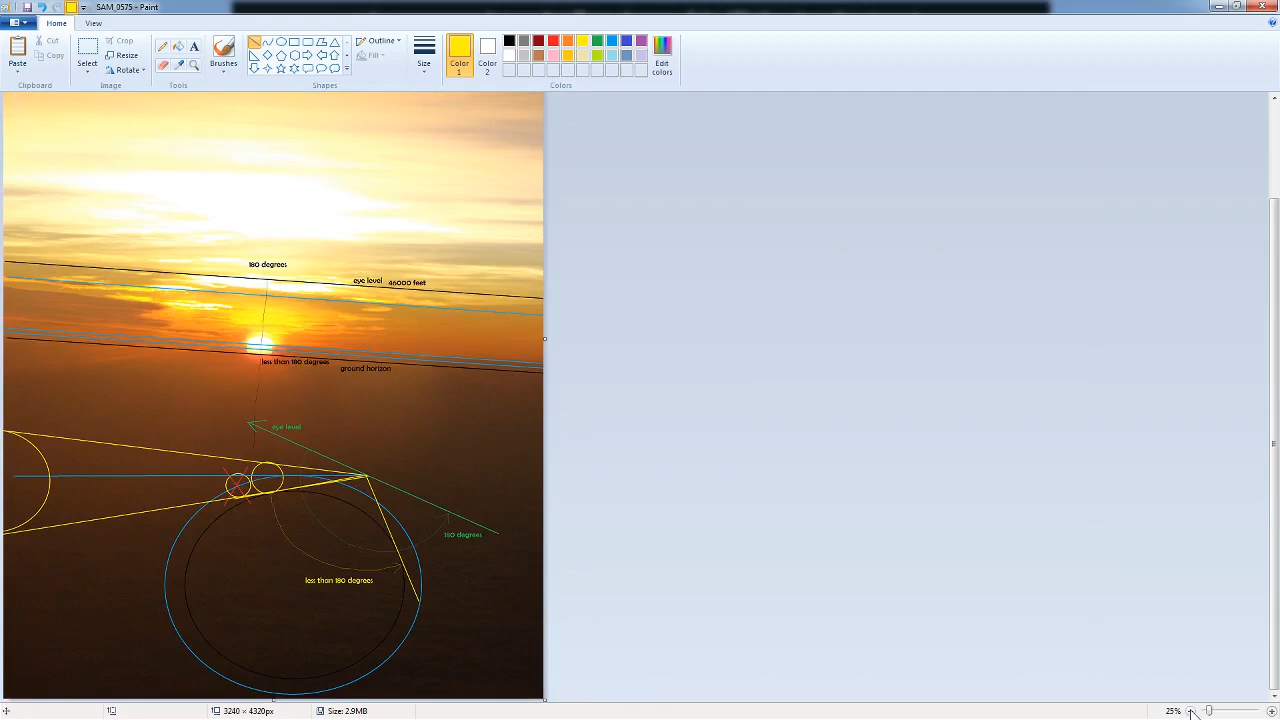 SAM_0575 - Paint
Home
View
Paste
Cut
Copy
Clipboard
Select
Crop
Resize
Rotate
Image
A
Tools
Brushes
Outline
Fill
Shapes
Size
Color 1
Color 2
Edit colors
Colors
180 degrees
eye level
46000 feet
less than 180 degrees
ground horizon
eye level
180 degrees
less than 180 degrees
3240 × 4320px
Size: 2.9MB
25%